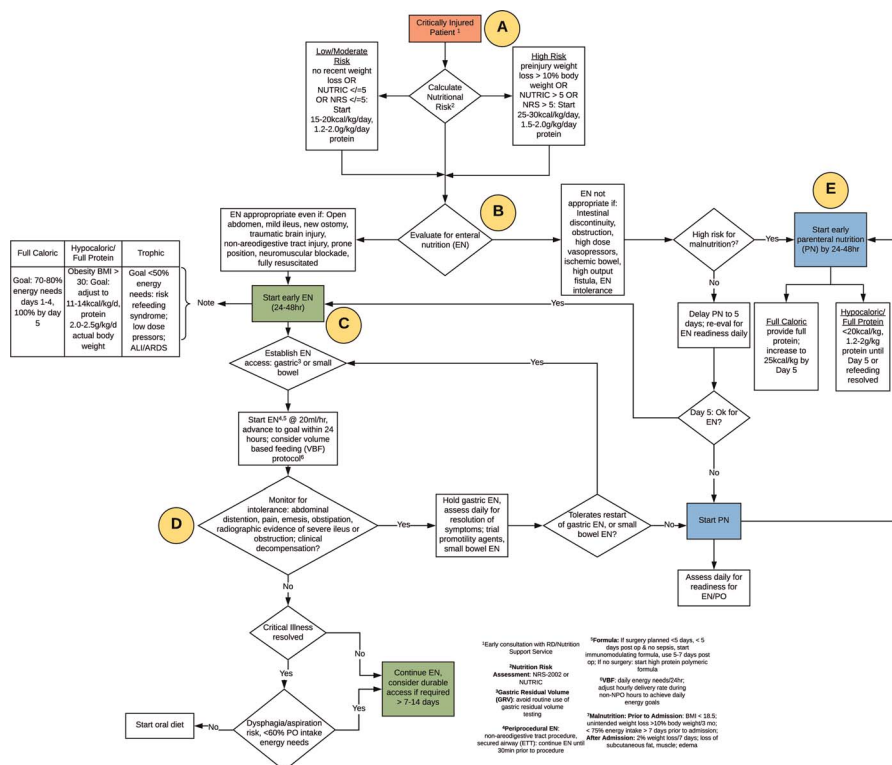 Critically Injured
Patient 1
A
Low/Moderate
Risk
no recent weight
loss OR
NUTRIC </=5
OR NRS </=5:
Start
15-20kcal/kg/day,
1.2-2.0g/kg/day
protein
Calculate
Nutritional
Risk2
High Risk
preinjury weight
loss > 10% body
weight OR
NUTRIC > 5 OR
NRS > 5: Start
25-30kcal/kg/day,
1.5-2.0g/kg/day
protein
B
Evaluate for enteral
nutrition (EN)
EN appropropriate even if: Open
abdomen, mild ileus, new ostomy,
traumatic brain injury,
non-areodigestive tract injury, prone
position, neuromuscular blockade,
fully resuscitated
EN not
appropriate if:
Intestinal
discontinuity,
obstruction,
high dose
vasopressors,
ischemic bowel,
high output
fistula, EN
intolerance
High risk for
malnutrition?7
Yes
E
Start early
parenteral nutrition
(PN) by 24-48hr
No
Delay PN to 5
days; re-eval for
EN readiness daily
Full Caloric
provide full
protein;
increase to
25kcal/kg by
Day 5
Hypocaloric/
Full Protein
<20kcal/kg,
1.2-2g/kg
protein until
Day 5 or
refeeding
resolved
Full Caloric
Hypocaloric/
Full Protein
Trophic
Goal: 70-80%
energy needs
days 1-4,
100% by day
5
Obesity BMI >
30: Goal:
adjust to
11-14kcal/kg/d,
protein
2.0-2.5g/kg/d
actual body
weight
Goal <50%
energy
needs: risk
refeeding
syndrome;
low dose
pressors;
ALI/ARDS
Note
Start early EN
(24-48hr)
Yes
C
Establish EN
access: gastric3 or small
bowel
Yes
Day 5: Ok for
EN?
No
Start EN4,5 @ 20ml/hr,
advance to goal within 24
hours; consider volume
based feeding (VBF)
protocol6
D
Monitor for
intolerance: abdominal
distention, pain, emesis, obstipation,
radiographic evidence of severe ileus or
obstruction; clinical
decompensation?
Yes
Hold gastric EN,
assess daily for
resolution of
symptoms; trial
promotility agents,
small bowel EN
Tolerates restart
of gastric EN, or small
bowel EN?
No
Start PN
Assess daily for
readiness for
EN/PO
No
Critical Illness
resolved
No
Yes
Continue EN,
consider durable
access if required
> 7-14 days
Dysphagia/aspiration
risk, <60% PO intake
energy needs
Yes
No
Start oral diet
1Early consultation with RD/Nutrition
Support Service
2Nutrition Risk
Assessment: NRS-2002 or
NUTRIC
3Gastric Residual Volume
(GRV): avoid routine use
of gastric residual volume
testing
4Periprocedural EN:
non-areodigestive tract procedure,
secured airway (ETT): continue EN until
30min prior to procedure
5Formula: If surgery planned <5 days, < 5
days post op & no sepsis, start
immunomodulating formula, use 5-7 days post
op; If no surgery: start high protein polymeric
formula
6VBF: daily energy needs/24hr;
adjust hourly delivery rate during
non-NPO hours to achieve daily
energy goals
7Malnutrition: Prior to Admission: BMI < 18.5;
unintended weight loss >10% body weight/3 mo;
< 75% energy intake > 7 days prior to admission;
After Admission: 2% weight loss/7 days; loss of
subcutaneous fat, muscle; edema